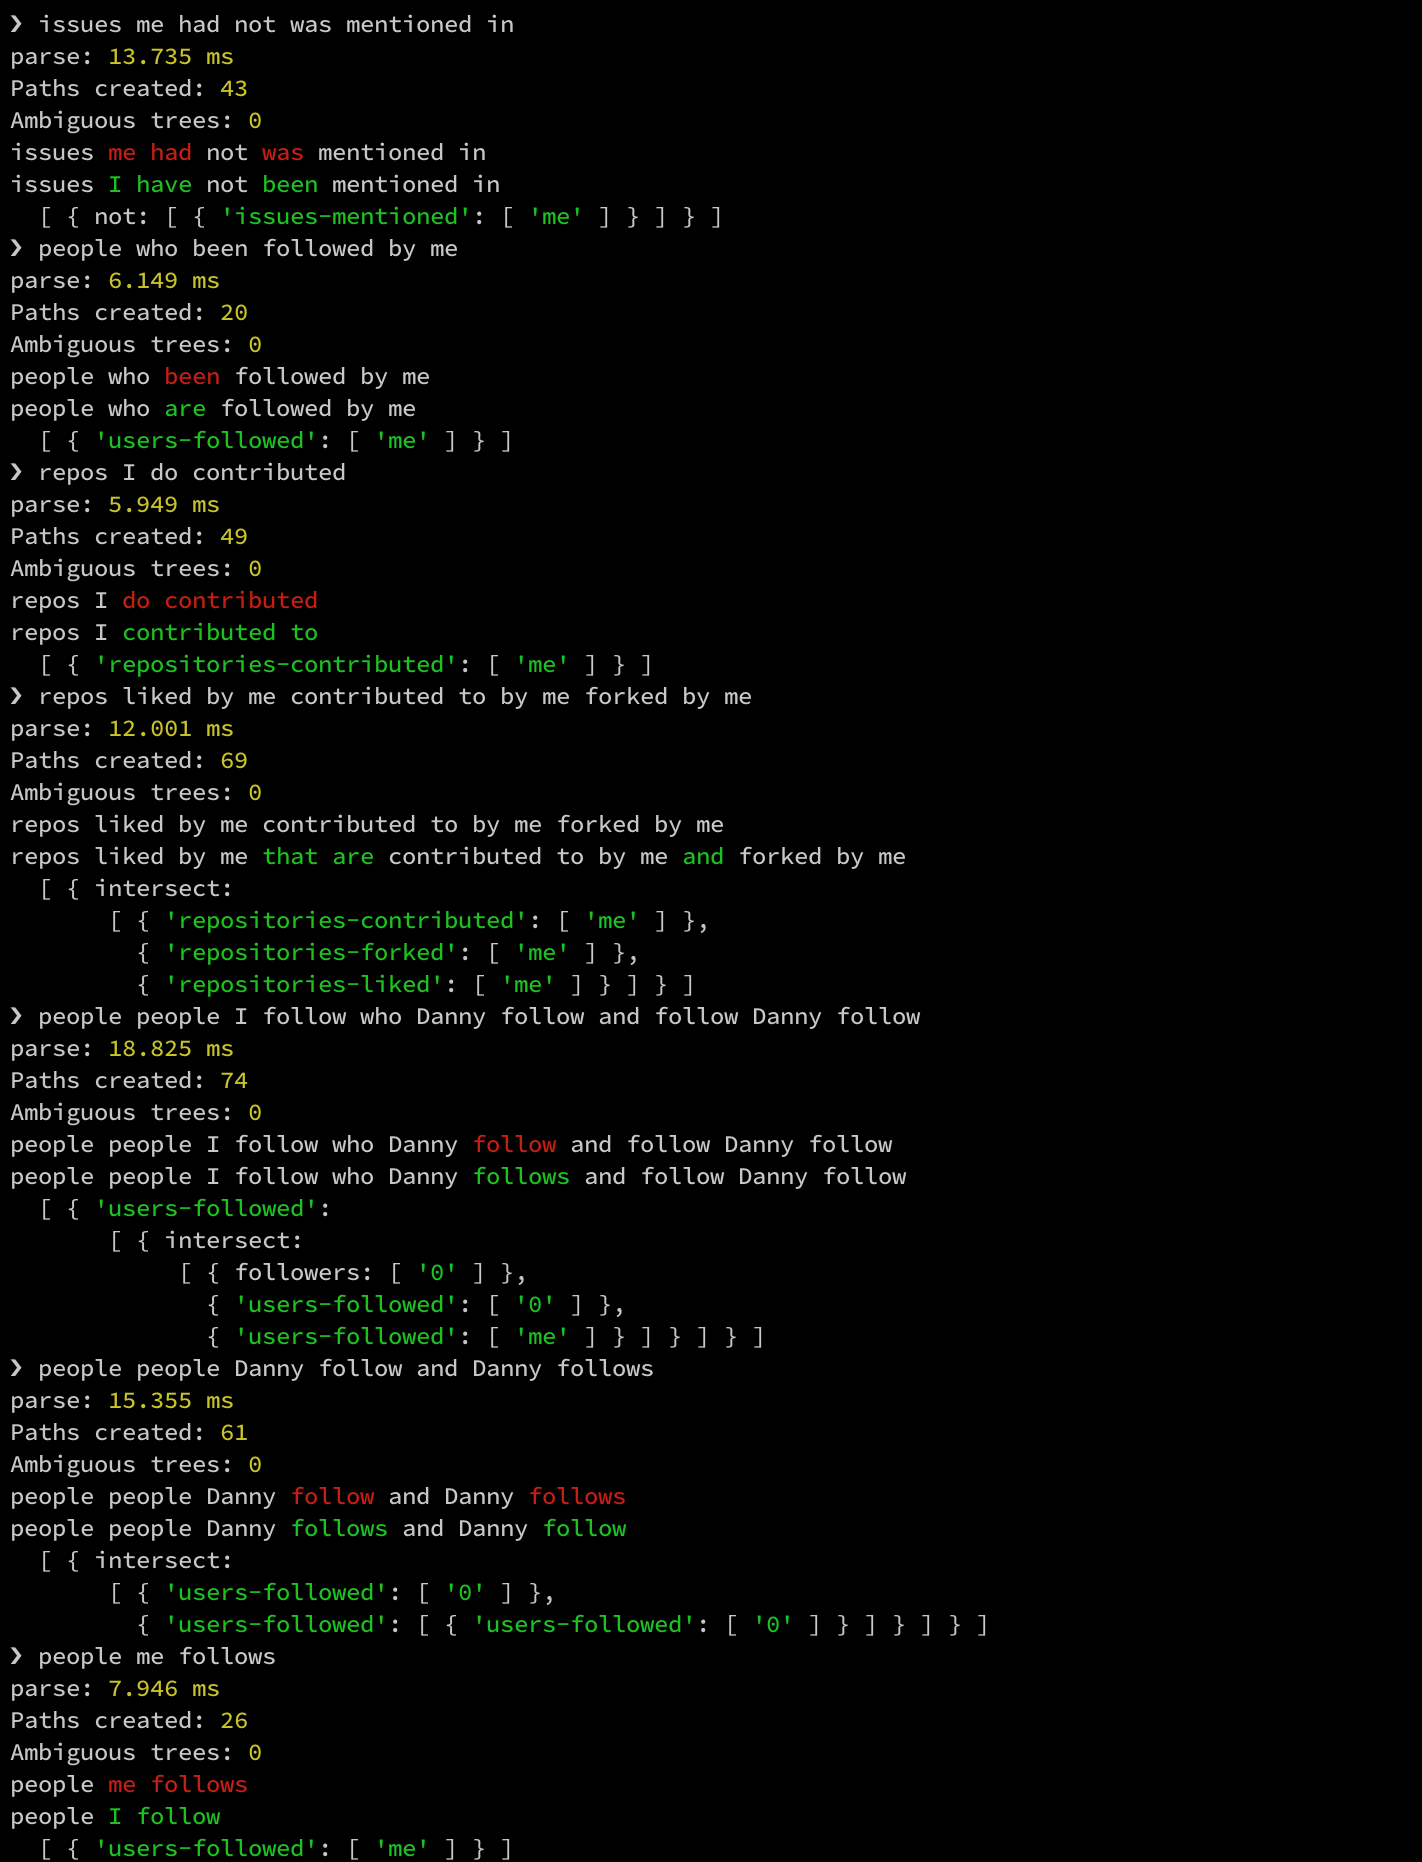 ❯ issues me had not was mentioned in
parse: 13.735 ms
Paths created: 43
Ambiguous trees: 0
issues me had not was mentioned in
issues I have not been mentioned in
  [ { not: [ { 'issues-mentioned': [ 'me' ] } ] } ]
❯ people who been followed by me
parse: 6.149 ms
Paths created: 20
Ambiguous trees: 0
people who been followed by me
people who are followed by me
  [ { 'users-followed': [ 'me' ] } ]
❯ repos I do contributed
parse: 5.949 ms
Paths created: 49
Ambiguous trees: 0
repos I do contributed
repos I contributed to
  [ { 'repositories-contributed': [ 'me' ] } ]
❯ repos liked by me contributed to by me forked by me
parse: 12.001 ms
Paths created: 69
Ambiguous trees: 0
repos liked by me contributed to by me forked by me
repos liked by me that are contributed to by me and forked by me
  [ { intersect:
       [ { 'repositories-contributed': [ 'me' ] },
         { 'repositories-forked': [ 'me' ] },
         { 'repositories-liked': [ 'me' ] } ] } ]
❯ people people I follow who Danny follow and follow Danny follow
parse: 18.825 ms
Paths created: 74
Ambiguous trees: 0
people people I follow who Danny follow and follow Danny follow
people people I follow who Danny follows and follow Danny follow
  [ { 'users-followed':
       [ { intersect:
            [ { followers: [ '0' ] },
              { 'users-followed': [ '0' ] },
              { 'users-followed': [ 'me' ] } ] } ] } ]
❯ people people Danny follow and Danny follows
parse: 15.355 ms
Paths created: 61
Ambiguous trees: 0
people people Danny follow and Danny follows
people people Danny follows and Danny follow
  [ { intersect:
       [ { 'users-followed': [ '0' ] },
         { 'users-followed': [ { 'users-followed': [ '0' ] } ] } ] } ]
❯ people me follows
parse: 7.946 ms
Paths created: 26
Ambiguous trees: 0
people me follows
people I follow
  [ { 'users-followed': [ 'me' ] } ]